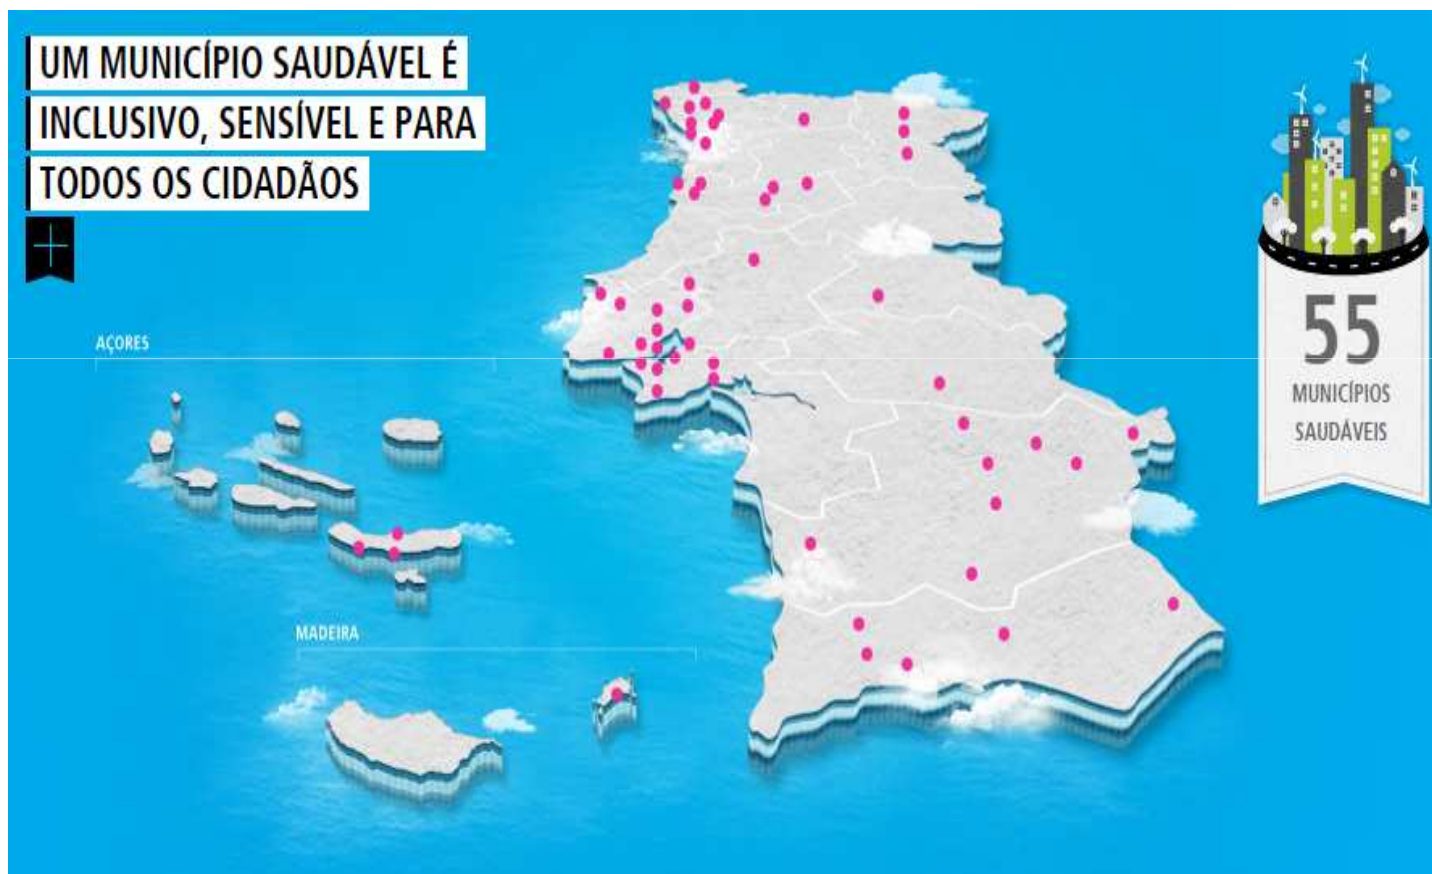 UM MUNICÍPIO SAUDÁVEL É
INCLUSIVO, SENSÍVEL E PARA
TODOS OS CIDADÃOS
AÇORES
MADEIRA
55
MUNICÍPIOS
SAUDÁVEIS